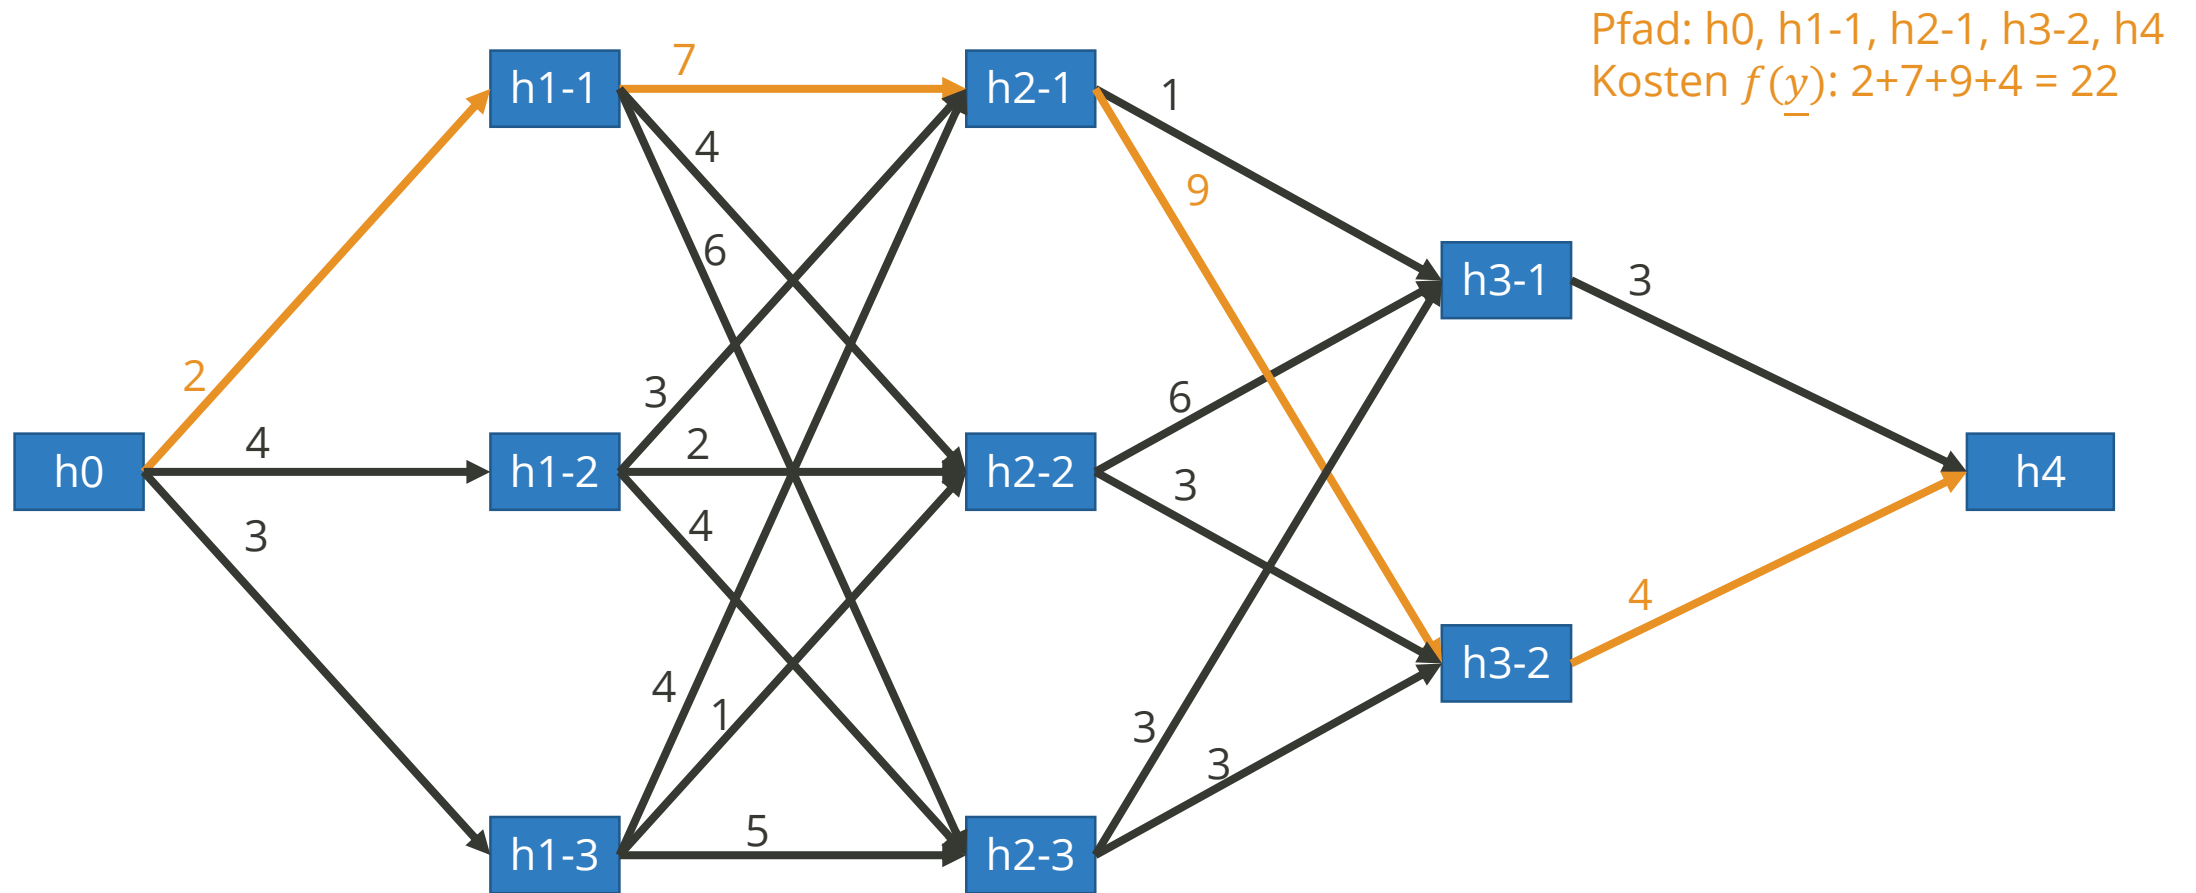 Pfad: h0, h1-1, h2-1, h3-2, h4
Kosten f(y): 2+7+9+4 = 22
7
h1-1
h2-1
1
4
9
6
h3-1
3
2
3
6
4
2
3
h0
h1-2
h2-2
h4
4
3
4
h3-2
4
1
3
3
5
h1-3
h2-3